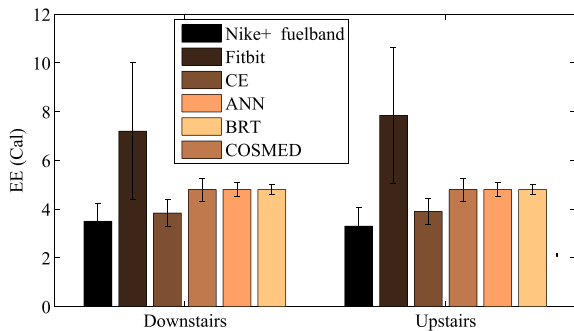 12
10
8
6
4
2
0
EE (Cal)
Nike+ fuelband
Fitbit
CE
ANN
BRT
COSMED
Downstairs
Upstairs